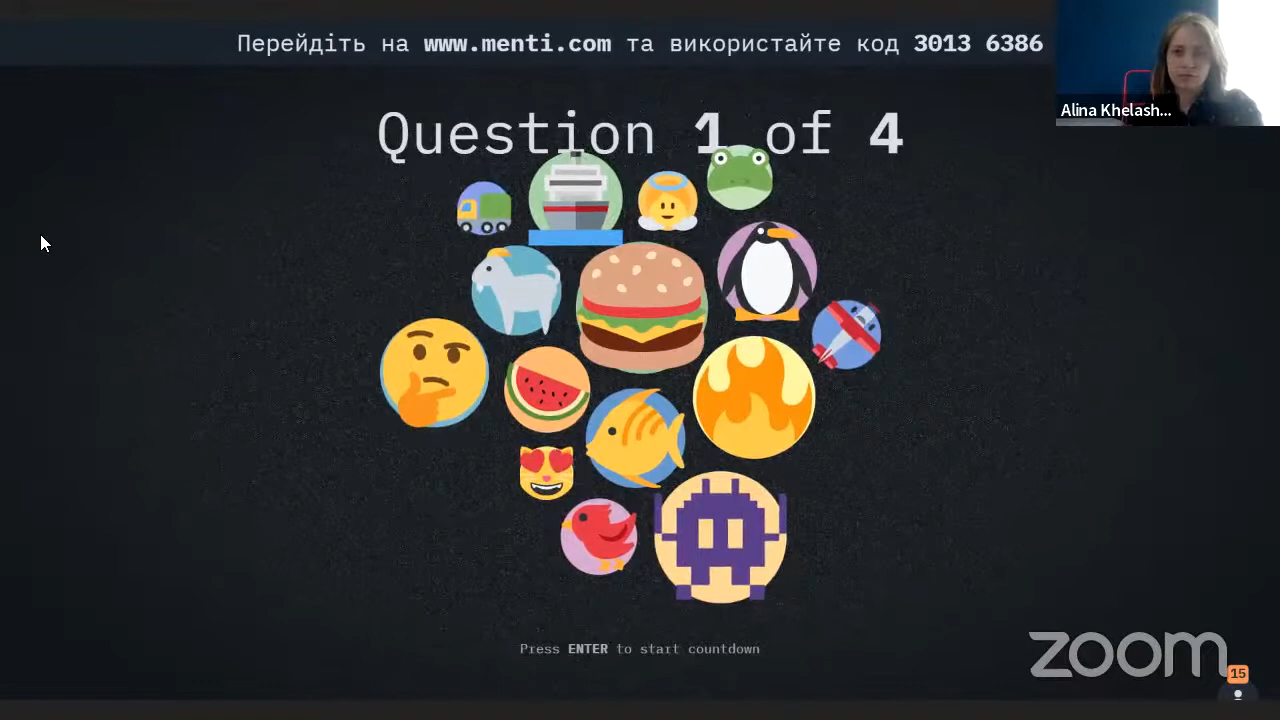 Перейдіть на www.menti.com та використайте код 3013 6386
Alina Khelash...
Question 1 of 4
Press ENTER to start countdown
zoom
15